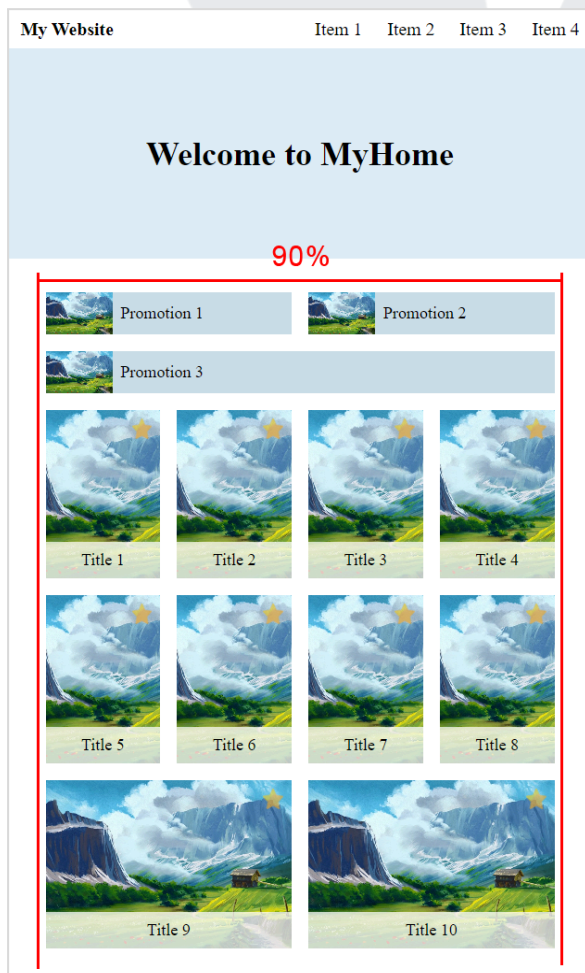 My Website Item 1 Item 2 Item 3 Item 4
Welcome to MyHome
90%
Promotion 1 Promotion 2
Promotion 3
Title 1 Title 2 Title 3 Title 4
Title 5 Title 6 Title 7 Title 8
Title 9 Title 10